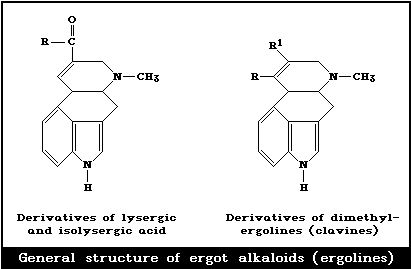 O
R C
N CH3
N
H
R1
R
N CH3
N
H
Derivatives of lysergic
and isolysergic acid
Derivatives of dimethyl-
ergolines (clavines)
General structure of ergot alkaloids (ergolines)